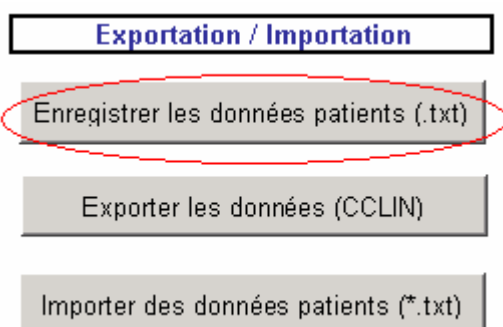 Exportation / Importation
Enregistrer les données patients (.txt)
Exporter les données (CCLIN)
Importer des données patients (*.txt)